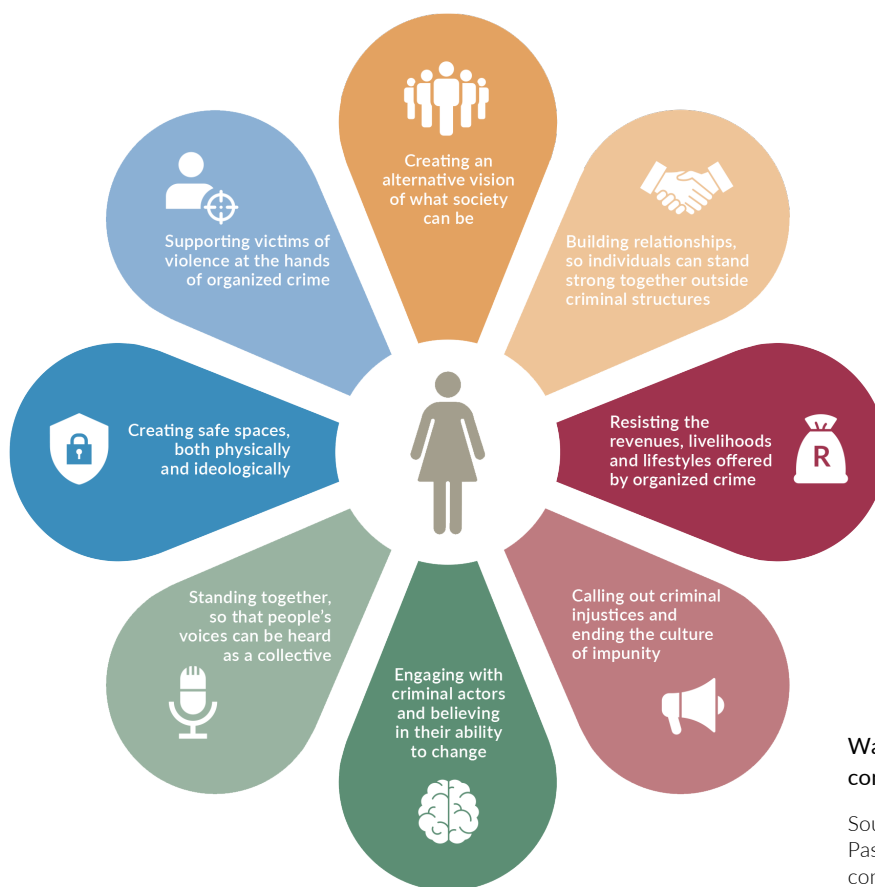 Creating an
alternative vision
of what society
can be
Building relationships,
so individuals can stand
strong together outside
criminal structures
Resisting the
revenues, livelihoods
and lifestyles offered
by organized crime
R
Calling out criminal
injustices and
ending the culture
of impunity
Engaging with
criminal actors
and believing
in their ability
to change
Standing together,
so that people's
voices can be heard
as a collective
Creating safe spaces,
both physically
and ideologically
Supporting victims of
violence at the hands
of organized crime